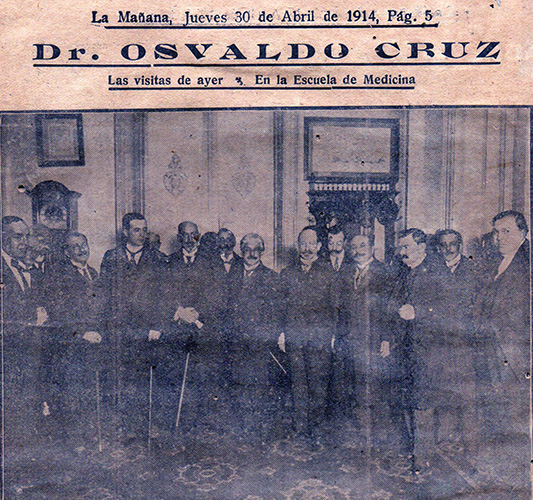 La Mañana, Jueves 30 de Abril de 1914, Pág. 5
Dr. OSVALDO CRUZ
Las visitas de ayer - En la Escuela de Medicina